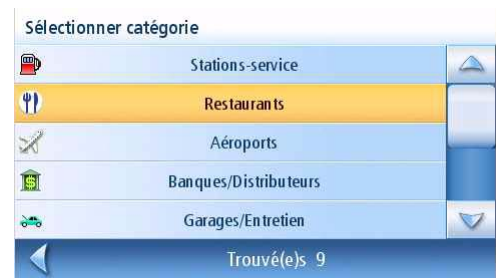 Sélectionner catégorie
Stations-service
Restaurants
Aéroports
Banques/Distributeurs
Garages/Entretien
Trouvé(e)s 9